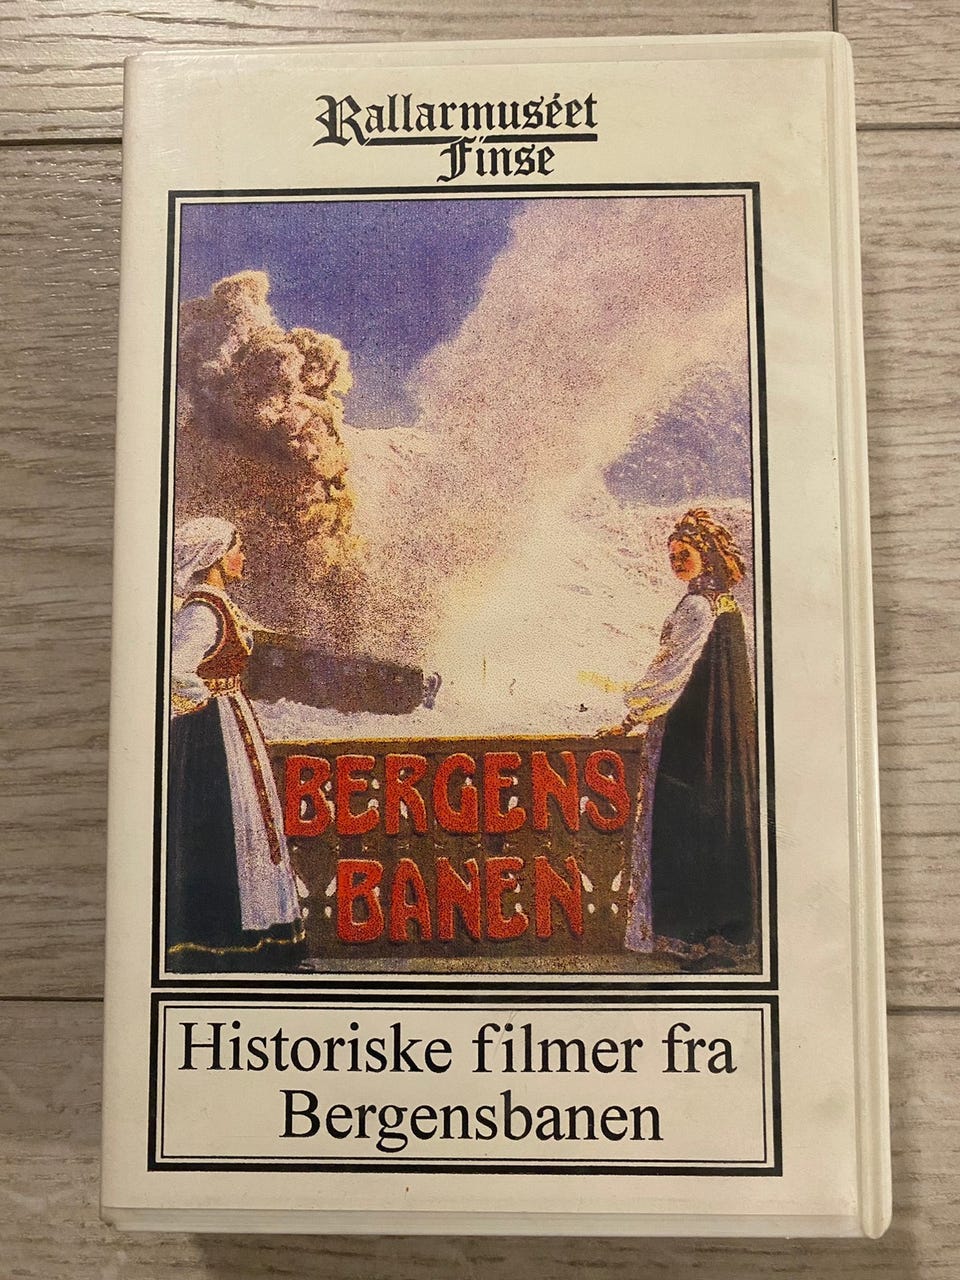 Rallarmuséet
Finse
BERGENS
BANEN
Historiske filmer fra
Bergensbanen